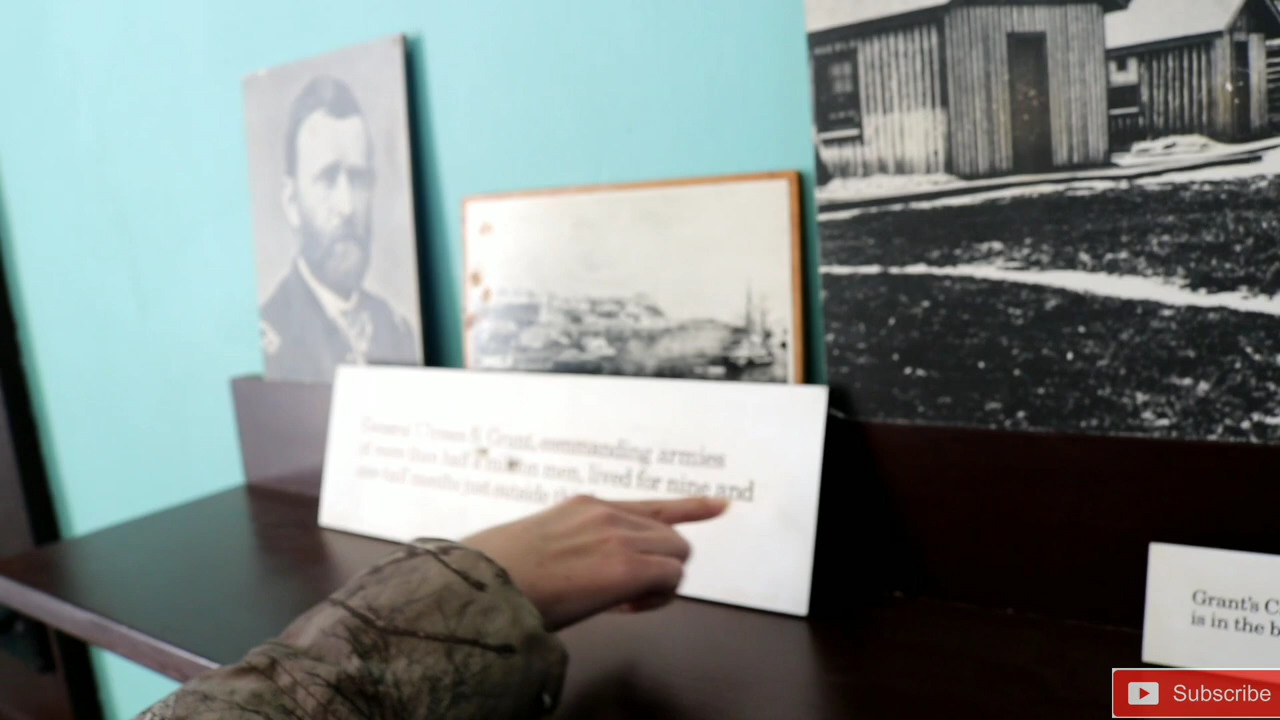 General Ulysses S. Grant, commanding armies
of more than half a million men, lived for nine and
one-half months just outside
Grant's C
is in the b
Subscribe